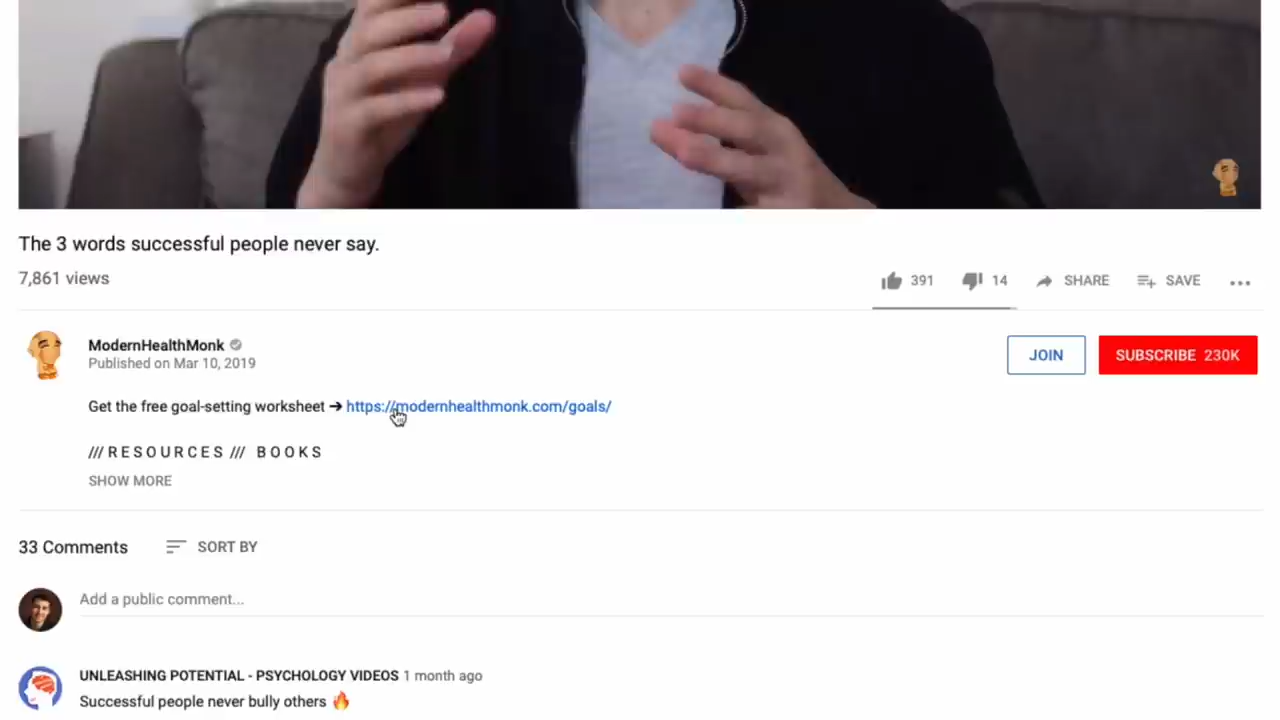 The 3 words successful people never say.
7,861 views
391 14 SHARE SAVE ...
ModernHealthMonk
Published on Mar 10, 2019
JOIN SUBSCRIBE 230K
Get the free goal-setting worksheet ➔ https://modernhealthmonk.com/goals/
/// R E S O U R C E S /// B O O K S
SHOW MORE
33 Comments SORT BY
Add a public comment...
UNLEASHING POTENTIAL - PSYCHOLOGY VIDEOS 1 month ago
Successful people never bully others 🔥